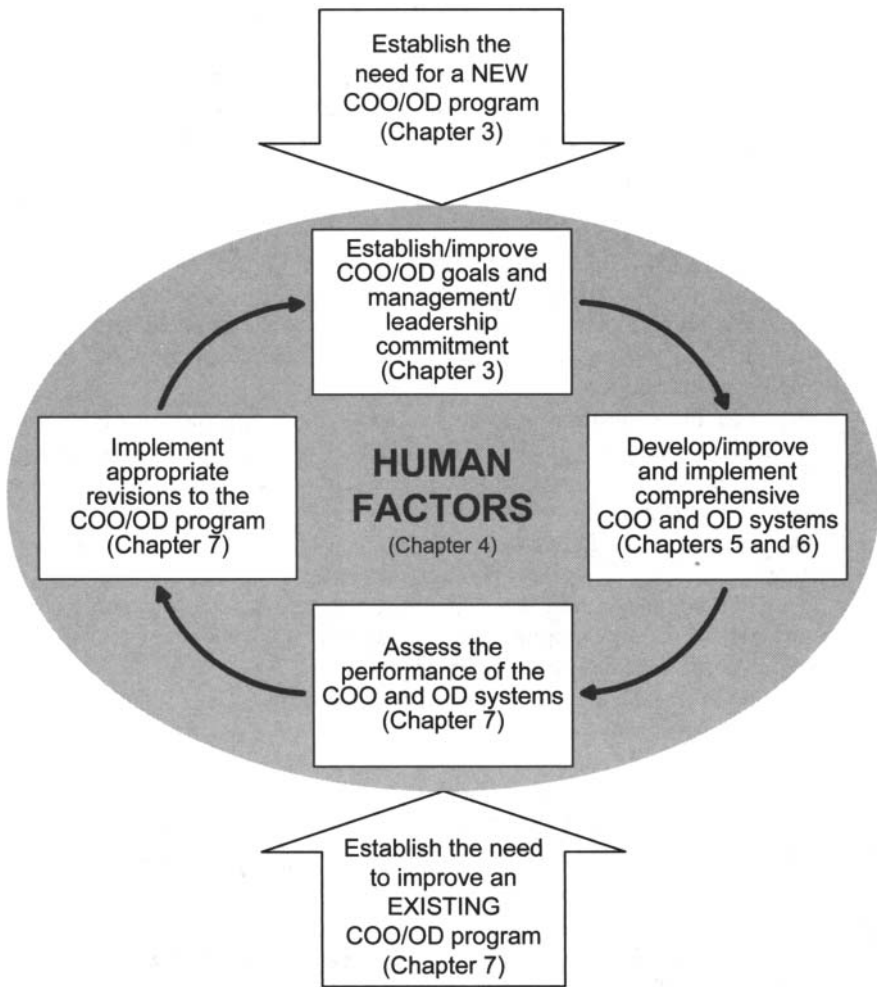 Establish the
need for a NEW
COO/OD program
(Chapter 3)
Establish/improve
COO/OD goals and
management/
leadership
commitment
(Chapter 3)
Implement
appropriate
revisions to the
COO/OD program
(Chapter 7)
HUMAN
FACTORS
(Chapter 4)
Develop/improve
and implement
comprehensive
COO and OD systems
(Chapters 5 and 6)
Assess the
performance of the
COO and OD systems
(Chapter 7)
Establish the need
to improve an
EXISTING
COO/OD program
(Chapter 7)